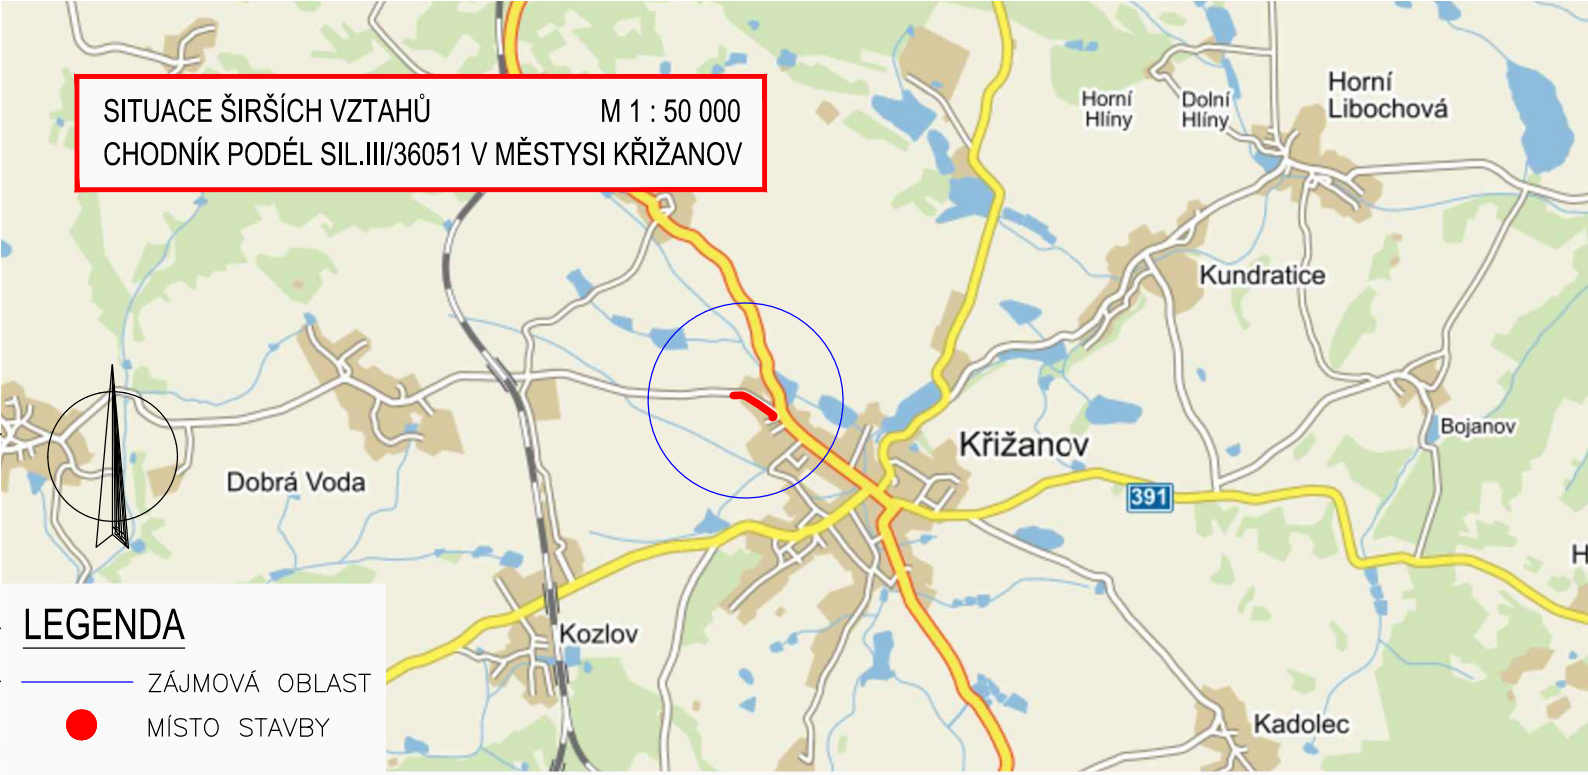 SITUACE ŠIRŠÍCH VZTAHŮ M 1 : 50 000
CHODNÍK PODÉL SIL.III/36051 V MĚSTYSI KŘIŽANOV
Horní
Hlíny
Dolní
Hlíny
Horní
Libochová
Kundratice
Křižanov
Bojanov
391
Dobrá Voda
Kozlov
Kadolec
H
LEGENDA
ZÁJMOVÁ OBLAST
MÍSTO STAVBY